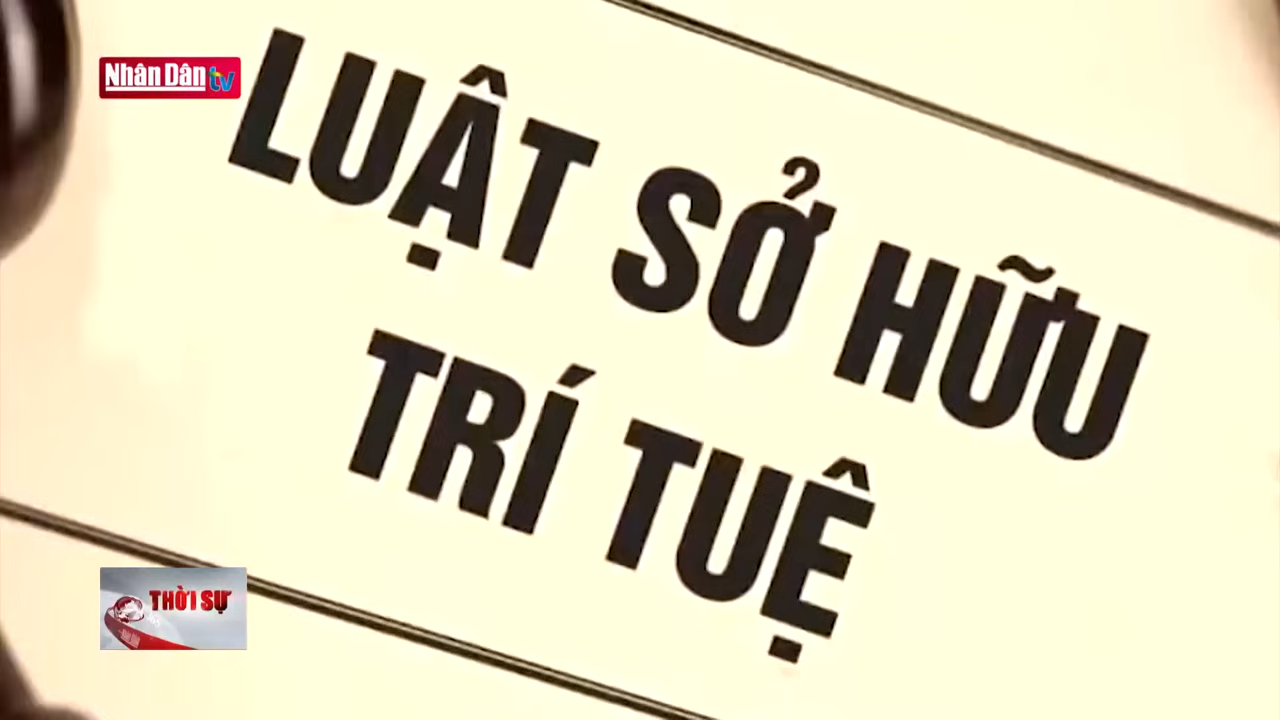 Nhân Dân tv
LUẬT SỞ HỮU
TRÍ TUỆ
THỜI SỰ